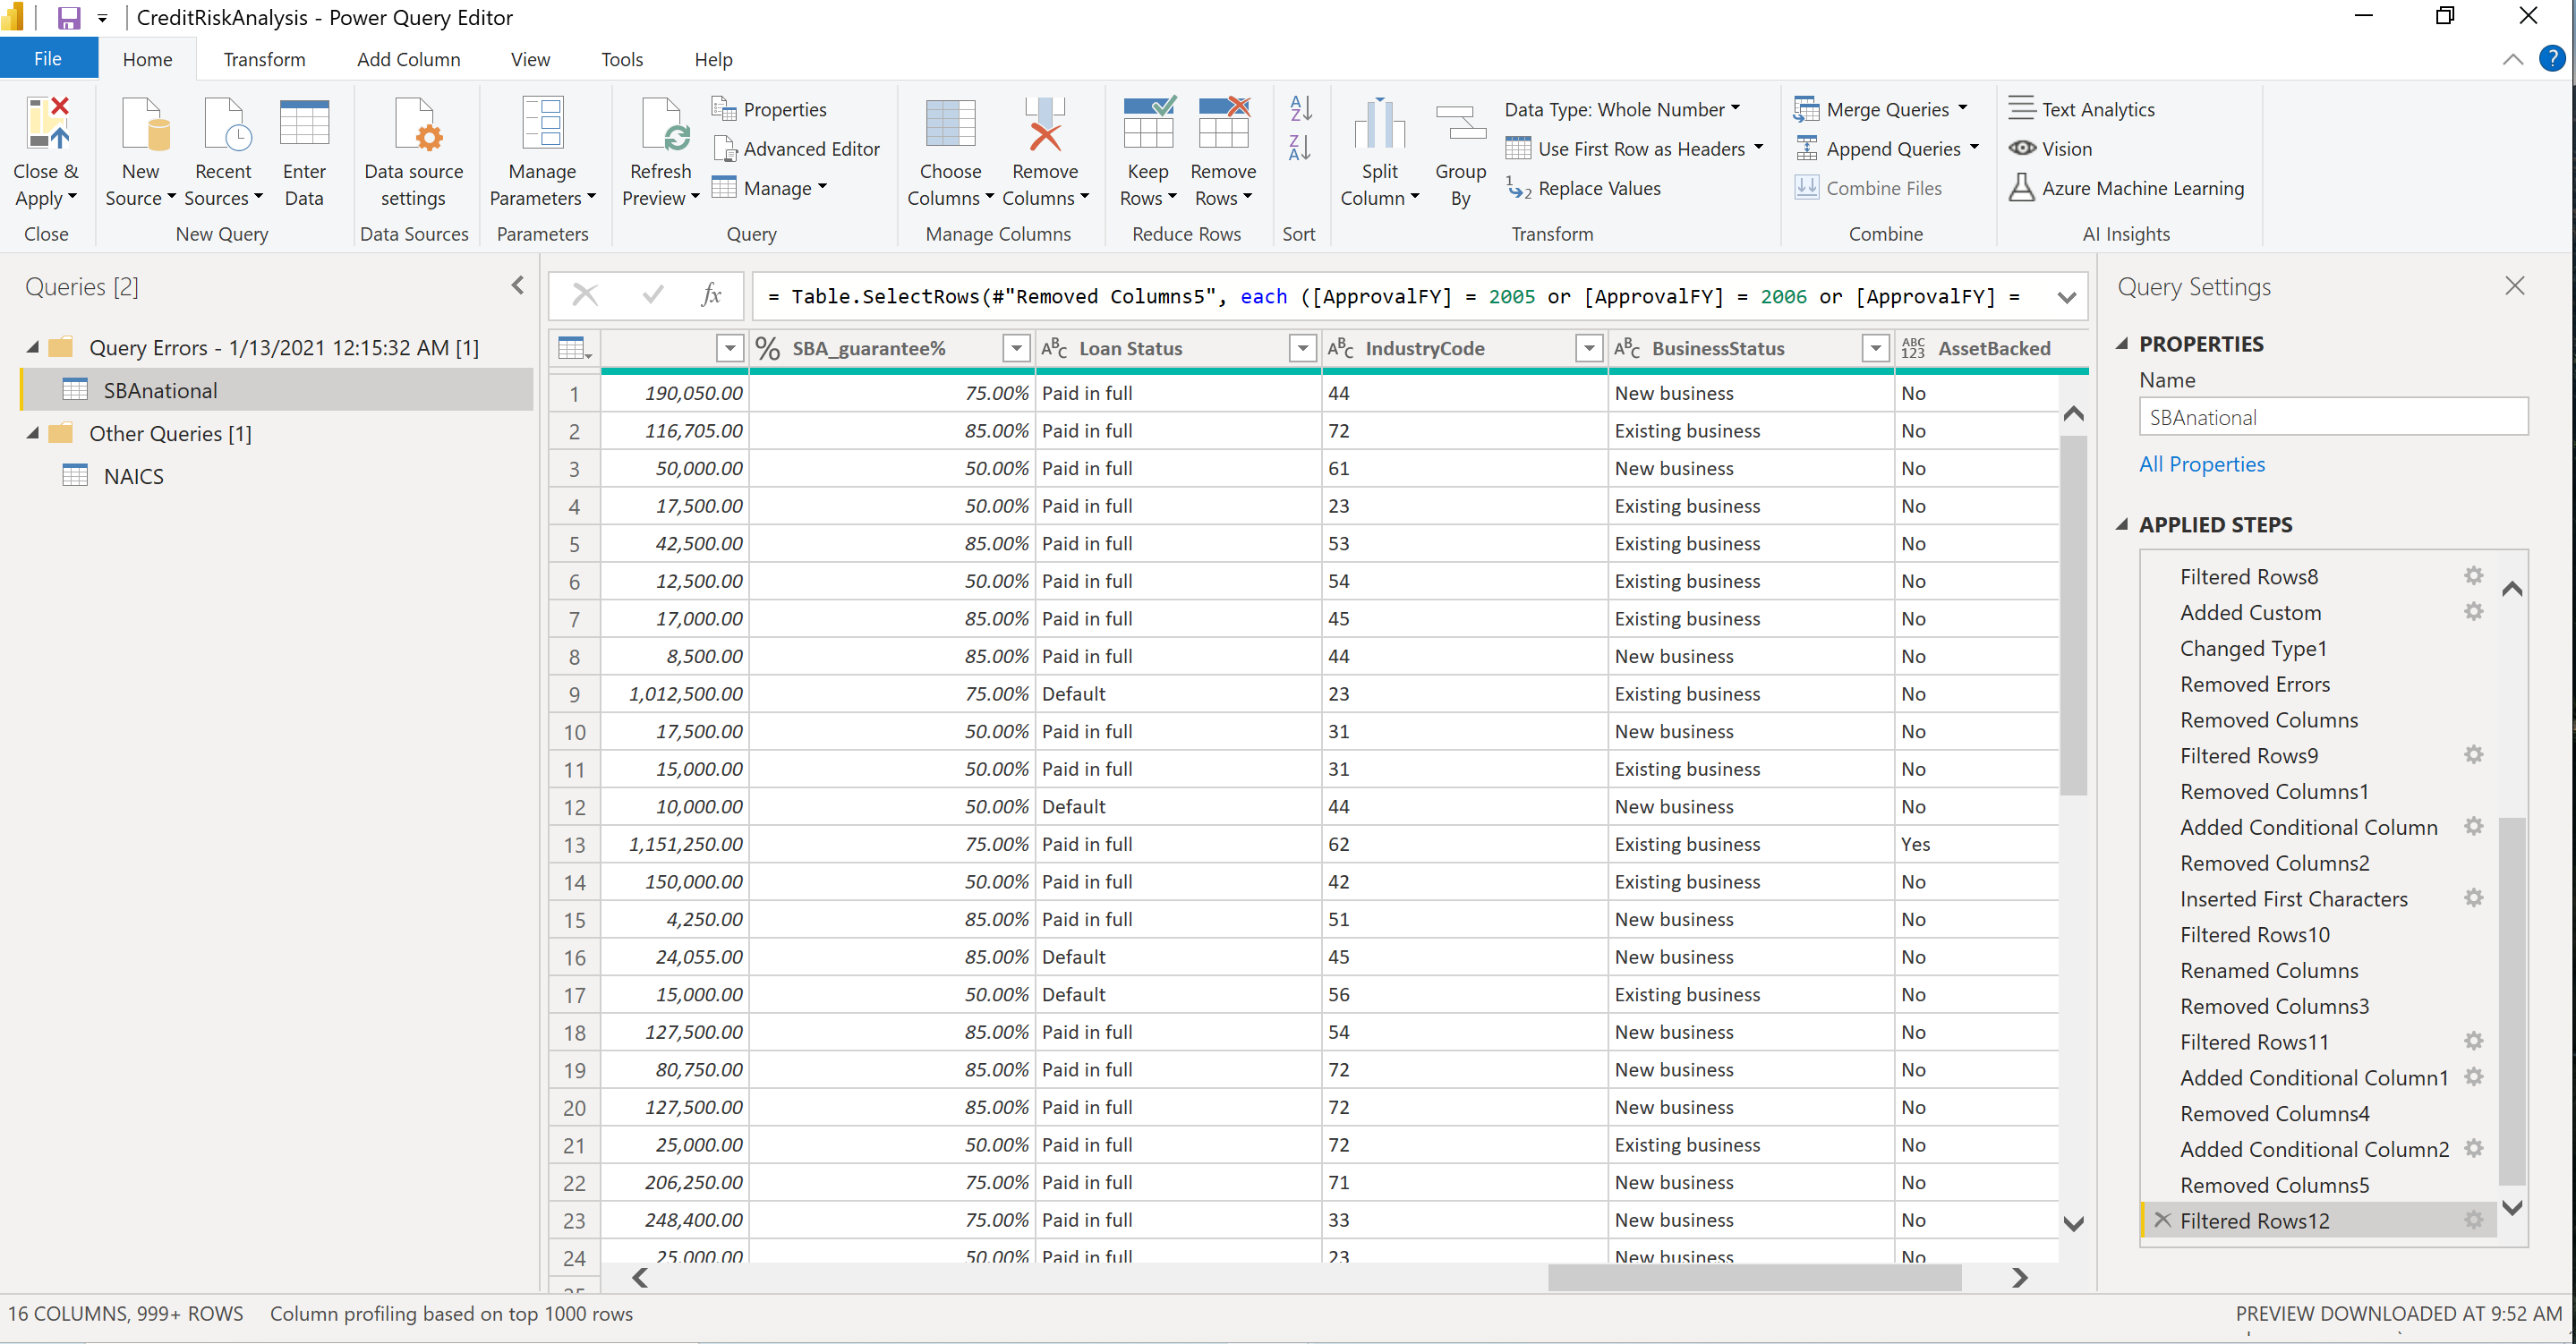 CreditRiskAnalysis - Power Query Editor
File Home Transform Add Column View Tools Help
Close & Apply
New Source
Recent Sources
Enter Data
Data source settings
Manage Parameters
Refresh Preview
Properties
Advanced Editor
Manage
Choose Columns
Remove Columns
Keep Rows
Remove Rows
Split Column
Group By
Data Type: Whole Number
Use First Row as Headers
Replace Values
Merge Queries
Append Queries
Combine Files
Text Analytics
Vision
Azure Machine Learning
Close New Query Data Sources Parameters Query Manage Columns Reduce Rows Sort Transform Combine AI Insights
Queries [2]
Query Errors - 1/13/2021 12:15:32 AM [1]
SBAnational
Other Queries [1]
NAICS
fx = Table.SelectRows(#"Removed Columns5", each ([ApprovalFY] = 2005 or [ApprovalFY] = 2006 or [ApprovalFY] =
% SBA_guarantee% ABC Loan Status ABC IndustryCode ABC BusinessStatus ABC 123 AssetBacked
1 190,050.00 75.00% Paid in full 44 New business No
2 116,705.00 85.00% Paid in full 72 Existing business No
3 50,000.00 50.00% Paid in full 61 New business No
4 17,500.00 50.00% Paid in full 23 Existing business No
5 42,500.00 85.00% Paid in full 53 Existing business No
6 12,500.00 50.00% Paid in full 54 Existing business No
7 17,000.00 85.00% Paid in full 45 Existing business No
8 8,500.00 85.00% Paid in full 44 New business No
9 1,012,500.00 75.00% Default 23 Existing business No
10 17,500.00 50.00% Paid in full 31 New business No
11 15,000.00 50.00% Paid in full 31 Existing business No
12 10,000.00 50.00% Default 44 New business No
13 1,151,250.00 75.00% Paid in full 62 Existing business Yes
14 150,000.00 50.00% Paid in full 42 Existing business No
15 4,250.00 85.00% Paid in full 51 New business No
16 24,055.00 85.00% Default 45 New business No
17 15,000.00 50.00% Default 56 Existing business No
18 127,500.00 85.00% Paid in full 54 New business No
19 80,750.00 85.00% Paid in full 72 New business No
20 127,500.00 85.00% Paid in full 72 New business No
21 25,000.00 50.00% Paid in full 72 Existing business No
22 206,250.00 75.00% Paid in full 71 New business No
23 248,400.00 75.00% Paid in full 33 New business No
24 25,000.00 50.00% Paid in full 23 New business No
Query Settings
PROPERTIES
Name
SBAnational
All Properties
APPLIED STEPS
Filtered Rows8
Added Custom
Changed Type1
Removed Errors
Removed Columns
Filtered Rows9
Removed Columns1
Added Conditional Column
Removed Columns2
Inserted First Characters
Filtered Rows10
Renamed Columns
Removed Columns3
Filtered Rows11
Added Conditional Column1
Removed Columns4
Added Conditional Column2
Removed Columns5
Filtered Rows12
16 COLUMNS, 999+ ROWS Column profiling based on top 1000 rows
PREVIEW DOWNLOADED AT 9:52 AM